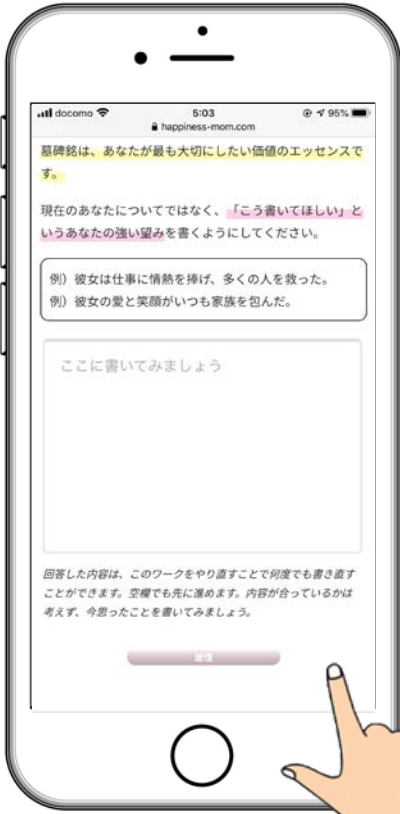 docomo 5:03 95%
happiness-mom.com
墓碑銘は、あなたが最も大切にしたい価値のエッセンスで
す。
現在のあなたについてではなく、「こう書いてほしい」と
いうあなたの強い望みを書くようにしてください。
例）彼女は仕事に情熱を捧げ、多くの人を救った。
例）彼女の愛と笑顔がいつも家族を包んだ。
ここに書いてみましょう
回答した内容は、このワークをやり直すことで何度でも書き直す
ことができます。空欄でも先に進めます。内容が合っているかは
考えず、今思ったことを書いてみましょう。
送信